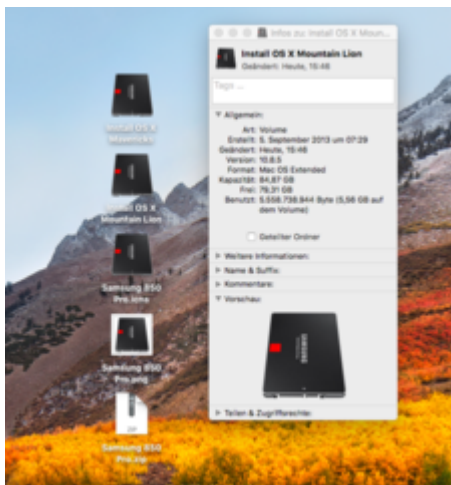 Install OS X
Mavericks
Install OS X
Mountain Lion
Samsung 850
Pro.icns
Samsung 850
Pro.png
ZIP
Samsung 850
Pro.zip
Infos zu: Install OS X Moun...
Install OS X Mountain Lion
Geändert: Heute, 15:46
Tags ...
Allgemein:
Art: Volume
Erstellt: 5. September 2013 um 07:29
Geändert: Heute, 15:46
Version: 10.8.5
Format: Mac OS Extended
Kapazität: 84,87 GB
Frei: 79,31 GB
Benutzt: 5.558.738.944 Byte (5,56 GB auf
dem Volume)
Geteilter Ordner
Weitere Informationen:
Name & Suffix:
Kommentare:
Vorschau:
SAMSUNG
Teilen & Zugriffsrechte: